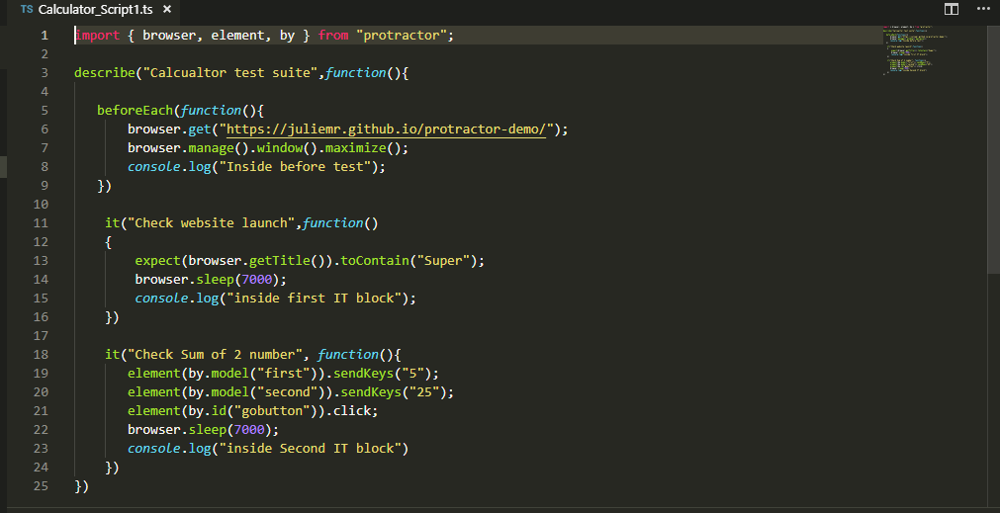 TS Calculator_Script1.ts ×
1 import { browser, element, by } from "protractor";
2
3 describe("Calcualtor test suite",function(){
4
5 beforeEach(function(){
6 browser.get("https://juliemr.github.io/protractor-demo/");
7 browser.manage().window().maximize();
8 console.log("Inside before test");
9 })
10
11 it("Check website launch",function()
12 {
13 expect(browser.getTitle()).toContain("Super");
14 browser.sleep(7000);
15 console.log("inside first IT block");
16 })
17
18 it("Check Sum of 2 number", function(){
19 element(by.model("first")).sendKeys("5");
20 element(by.model("second")).sendKeys("25");
21 element(by.id("gobutton")).click;
22 browser.sleep(7000);
23 console.log("inside Second IT block")
24 })
25 })